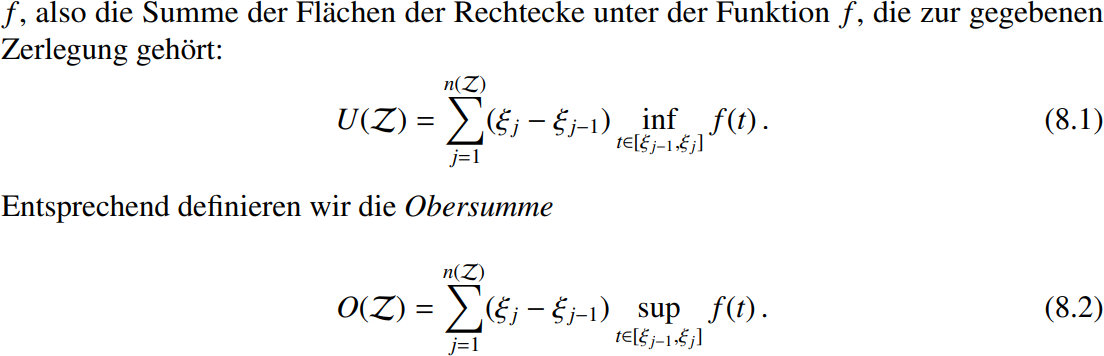 f, also die Summe der Flächen der Rechtecke unter der Funktion f, die zur gegebenen
Zerlegung gehört:
U(𝒵) = ∑_{j=1}^{n(𝒵)} (ξ_j − ξ_{j−1}) inf_{t∈[ξ_{j−1},ξ_j]} f(t) . (8.1)
Entsprechend definieren wir die Obersumme
O(𝒵) = ∑_{j=1}^{n(𝒵)} (ξ_j − ξ_{j−1}) sup_{t∈[ξ_{j−1},ξ_j]} f(t) . (8.2)